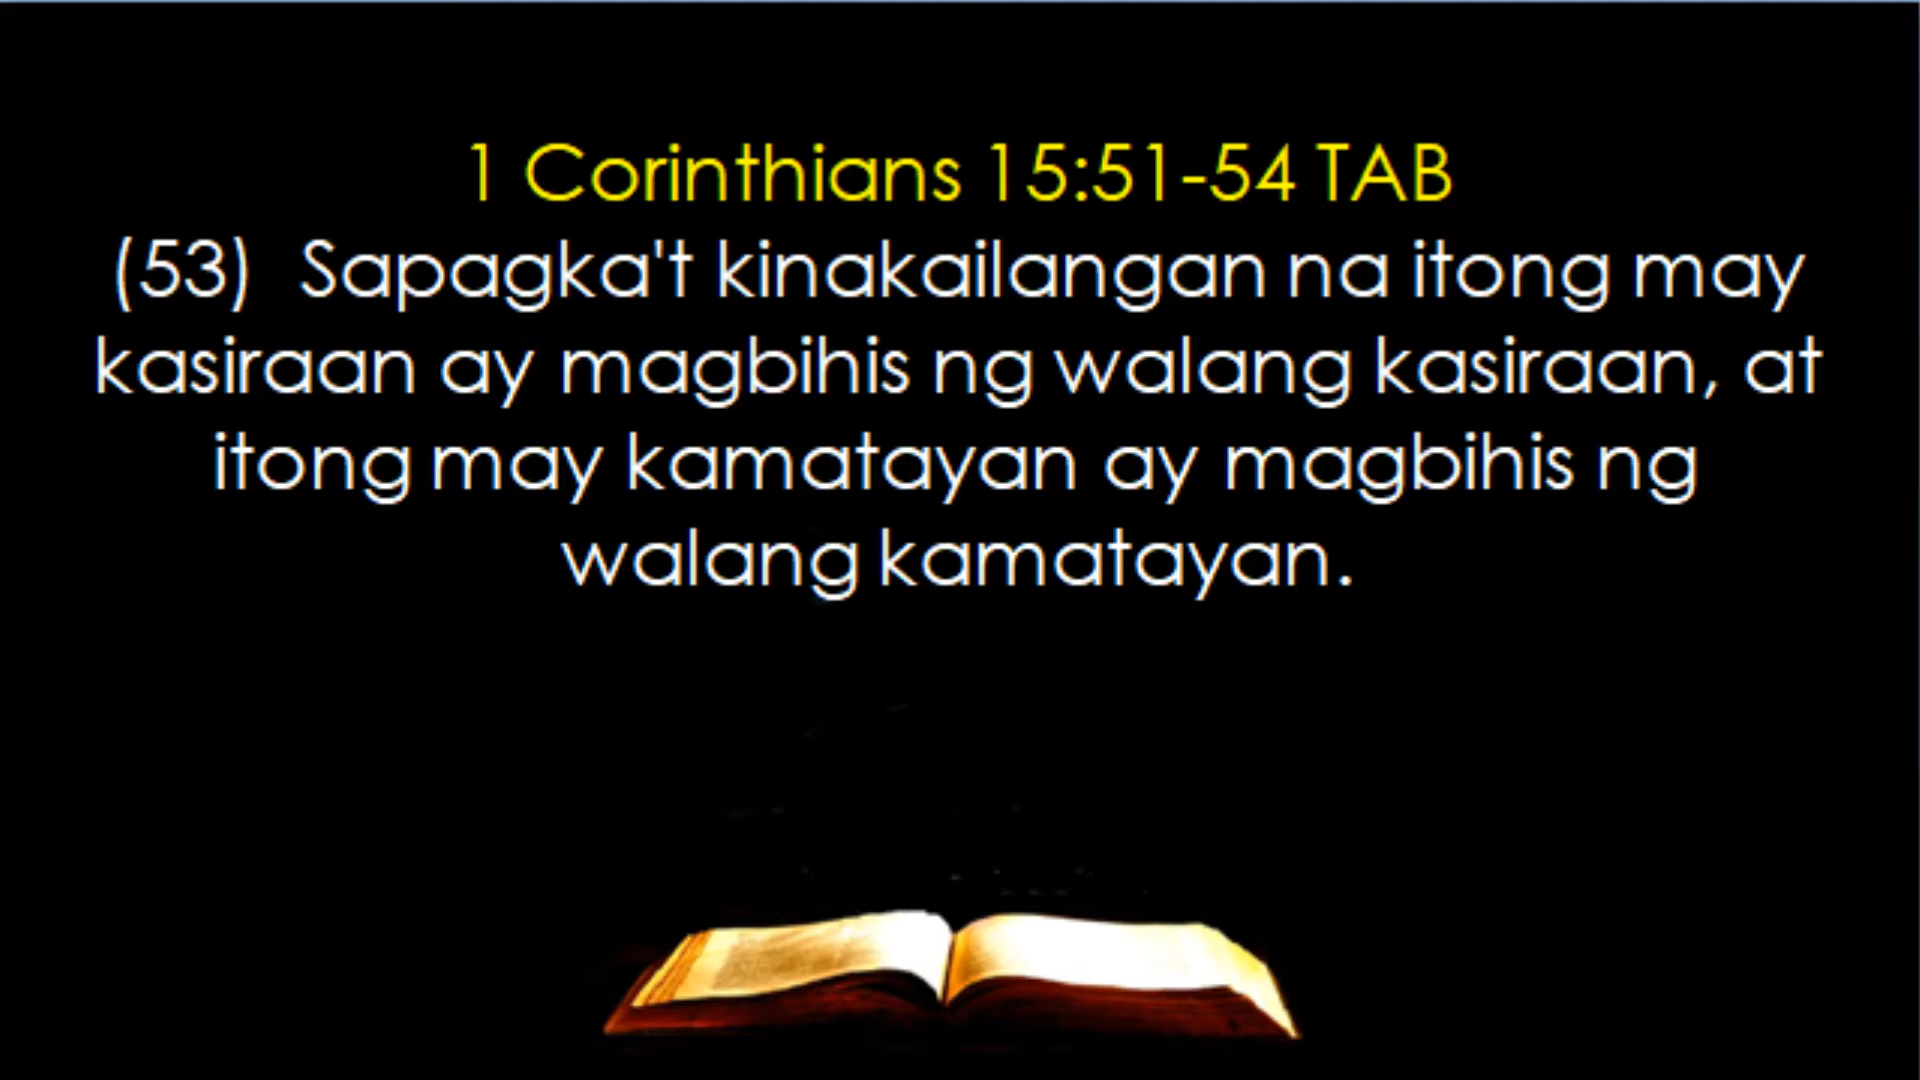 1 Corinthians 15:51-54 TAB
(53) Sapagka't kinakailangan na itong may
kasiraan ay magbihis ng walang kasiraan, at
itong may kamatayan ay magbihis ng
walang kamatayan.